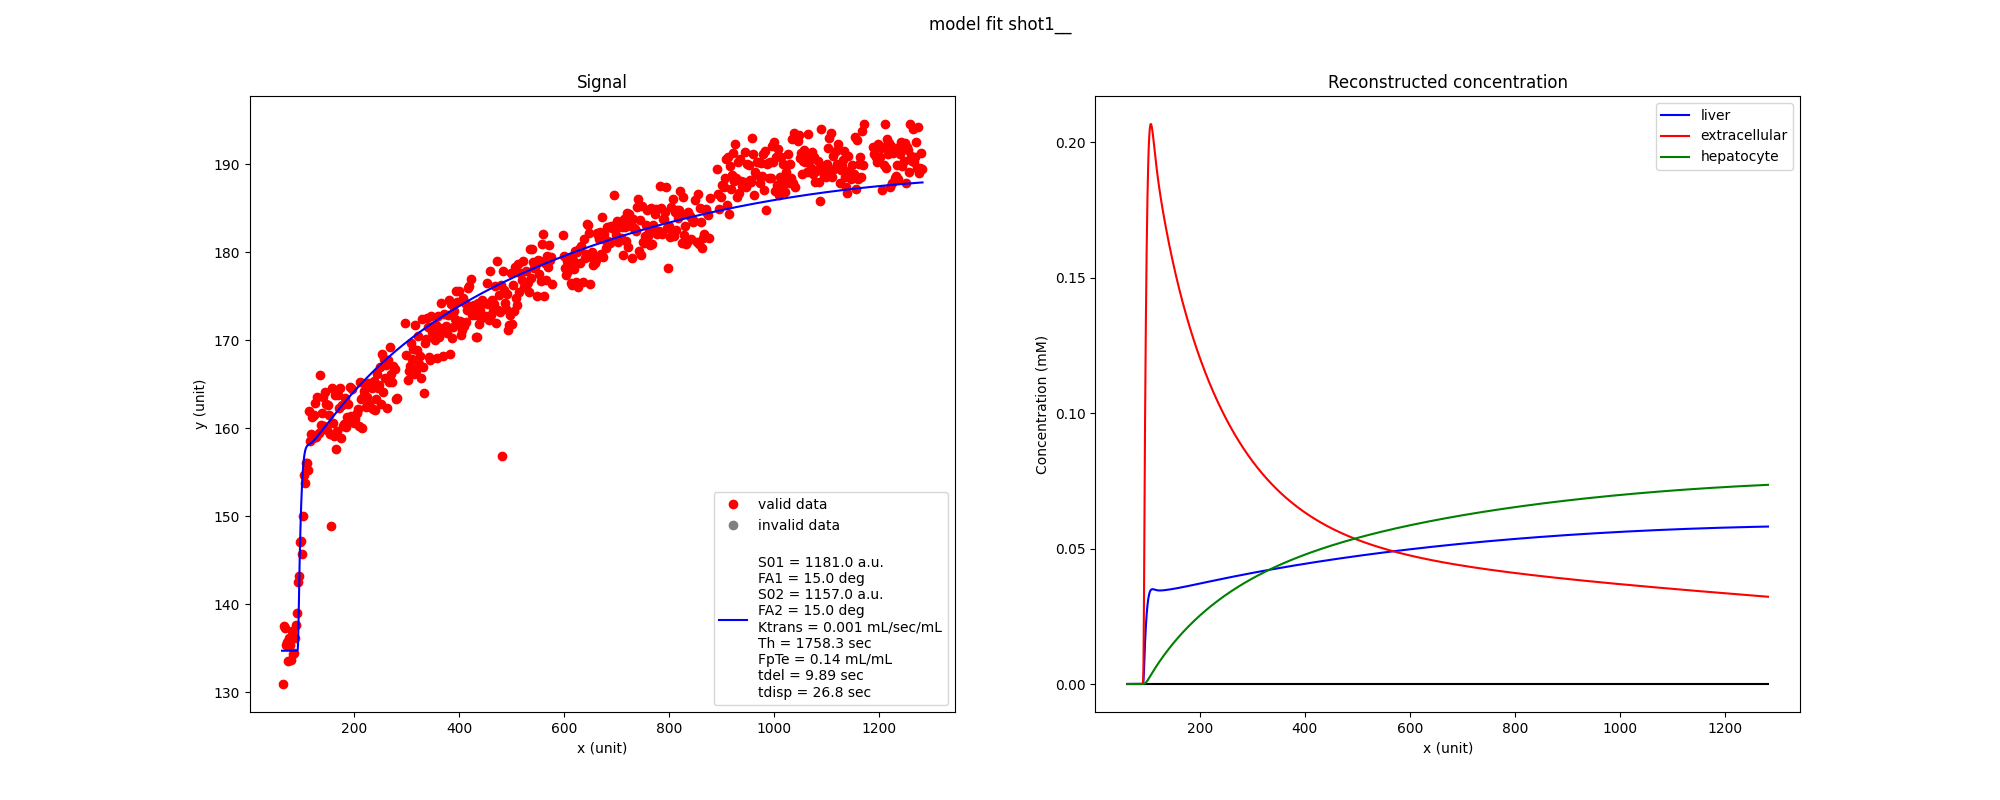 model fit shot1__
Signal
y (unit)
190
180
170
160
150
140
130
200 400 600 800 1000 1200
x (unit)
valid data
invalid data
S01 = 1181.0 a.u.
FA1 = 15.0 deg
S02 = 1157.0 a.u.
FA2 = 15.0 deg
Ktrans = 0.001 mL/sec/mL
Th = 1758.3 sec
FpTe = 0.14 mL/mL
tdel = 9.89 sec
tdisp = 26.8 sec
Reconstructed concentration
Concentration (mM)
0.20
0.15
0.10
0.05
0.00
200 400 600 800 1000 1200
x (unit)
liver
extracellular
hepatocyte